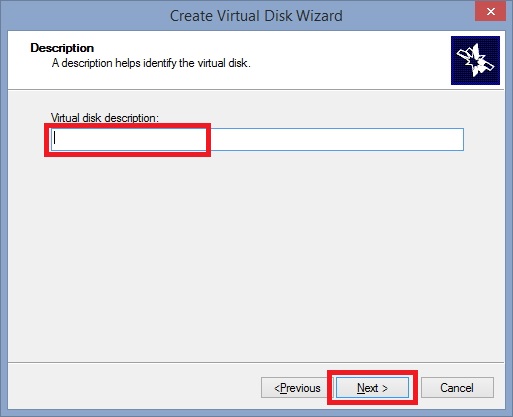 Create Virtual Disk Wizard
Description
A description helps identify the virtual disk.
Virtual disk description:
<Previous Next > Cancel